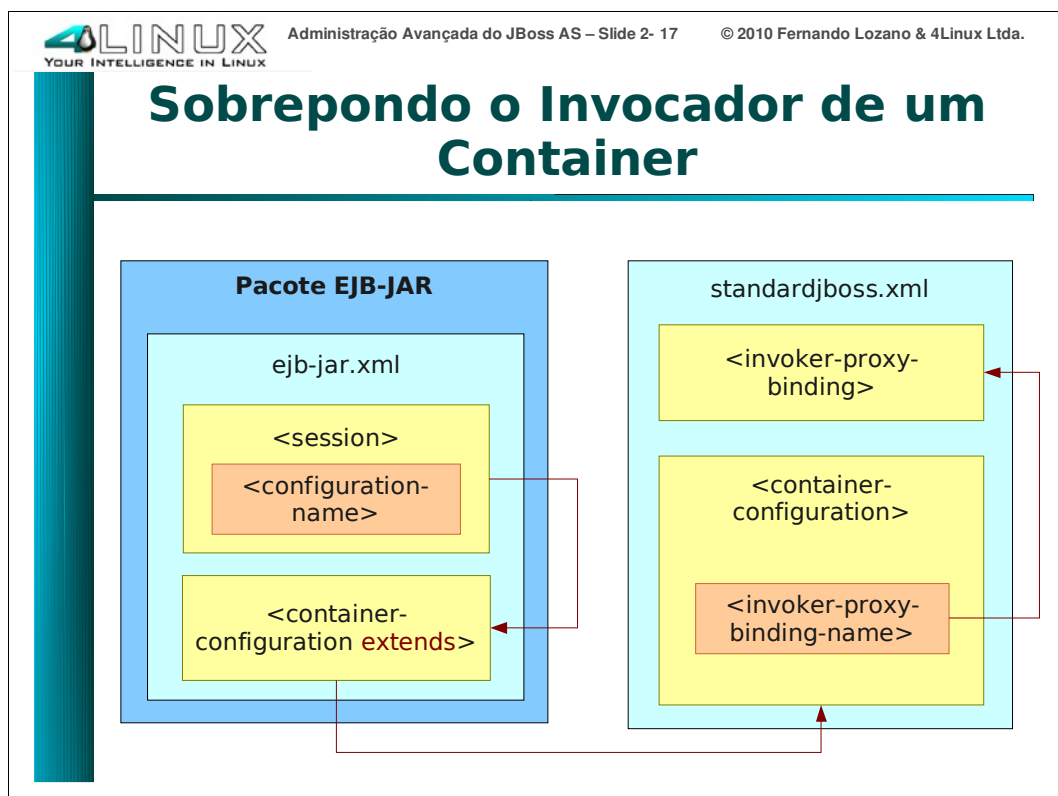 4LINUX
YOUR INTELLIGENCE IN LINUX
Administração Avançada do JBoss AS – Slide 2- 17
© 2010 Fernando Lozano & 4Linux Ltda.
Sobrepondo o Invocador de um
Container
Pacote EJB-JAR
ejb-jar.xml
<session>
<configuration-
name>
<container-
configuration extends>
standardjboss.xml
<invoker-proxy-
binding>
<container-
configuration>
<invoker-proxy-
binding-name>